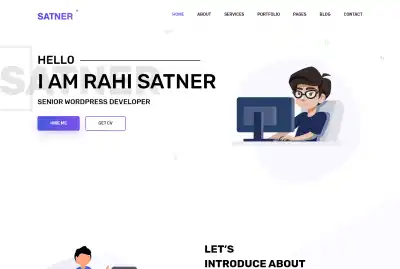 SATNER
HOME ABOUT SERVICES PORTFOLIO PAGES BLOG CONTACT
SATNER
HELLO
I AM RAHI SATNER
SENIOR WORDPRESS DEVELOPER
HIRE ME GET CV
LET'S
INTRODUCE ABOUT